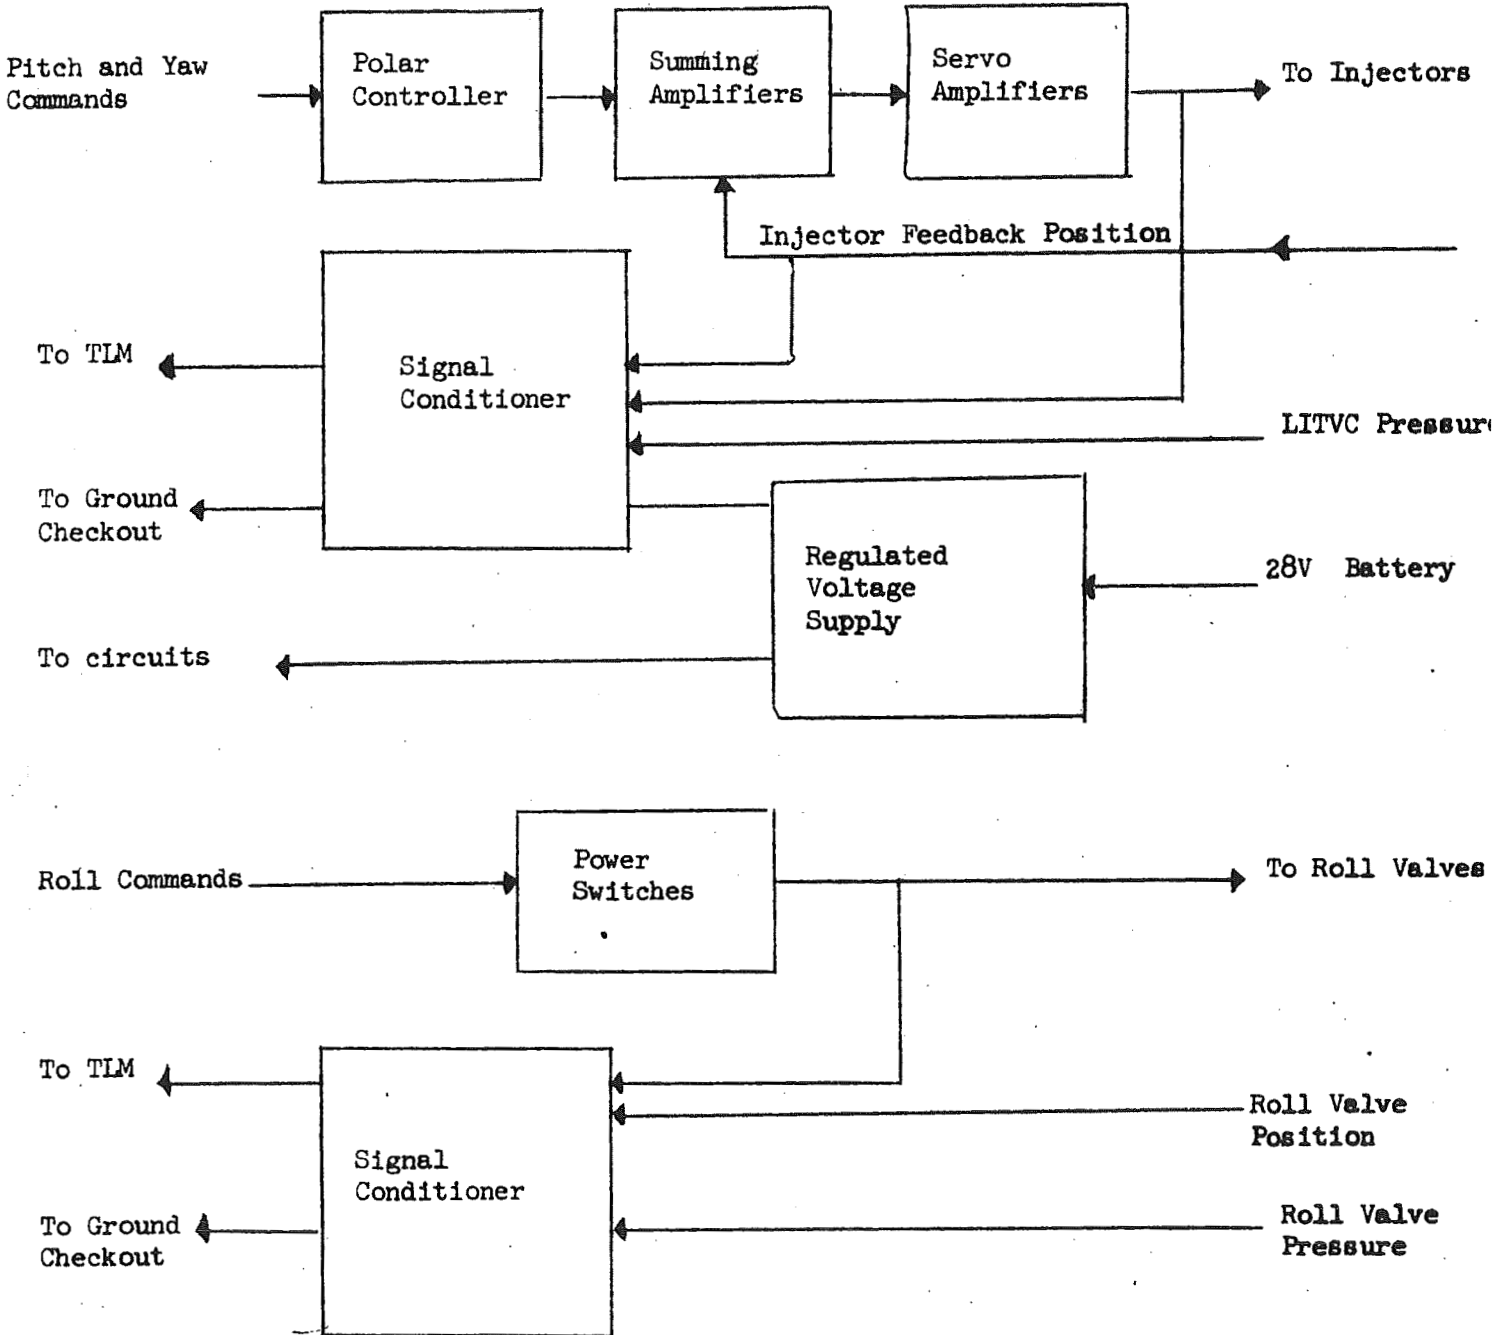 Pitch and Yaw
Commands
Polar
Controller
Summing
Amplifiers
Servo
Amplifiers
To Injectors
Injector Feedback Position
To TLM
Signal
Conditioner
LITVC Pressure
To Ground
Checkout
Regulated
Voltage
Supply
28V Battery
To circuits
Roll Commands
Power
Switches
To Roll Valves
To TLM
Signal
Conditioner
Roll Valve
Position
To Ground
Checkout
Roll Valve
Pressure